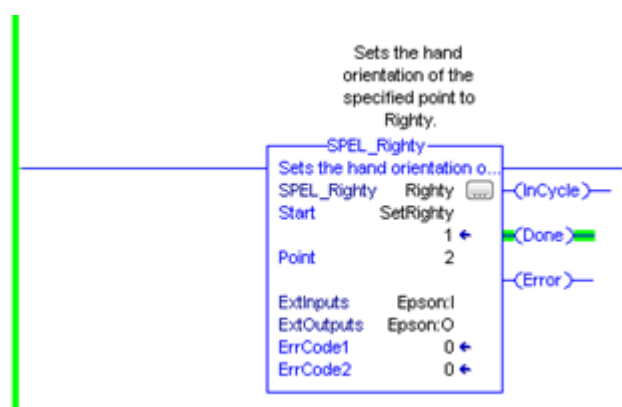 Sets the hand
orientation of the
specified point to
Righty.
SPEL_Righty
Sets the hand orientation o...
SPEL_Righty Righty ...
Start SetRighty
1
Point 2
ExtInputs Epson:I
ExtOutputs Epson:O
ErrCode1 0
ErrCode2 0
InCycle
Done
Error